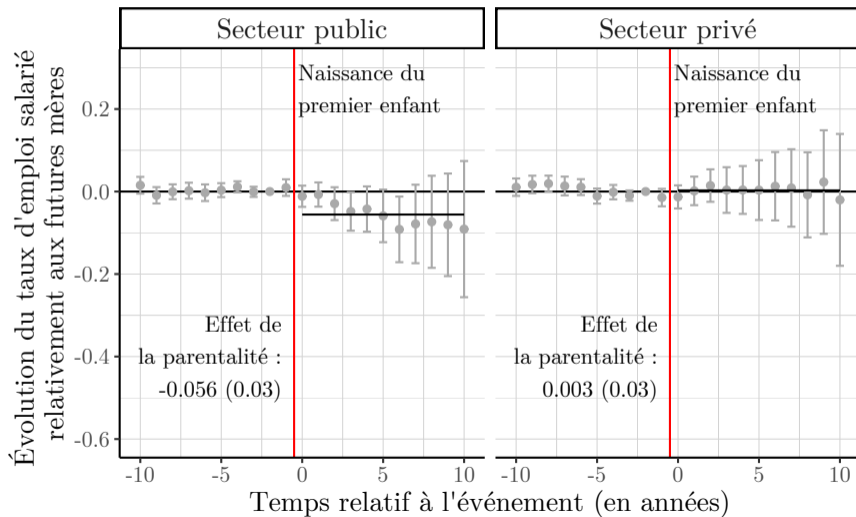 Secteur public
Secteur privé
Évolution du taux d'emploi salarié
relativement aux futures mères
0.2
0.0
-0.2
-0.4
-0.6
Naissance du
premier enfant
Effet de
la parentalité :
-0.056 (0.03)
Naissance du
premier enfant
Effet de
la parentalité :
0.003 (0.03)
-10 -5 0 5 10
-10 -5 0 5 10
Temps relatif à l'événement (en années)